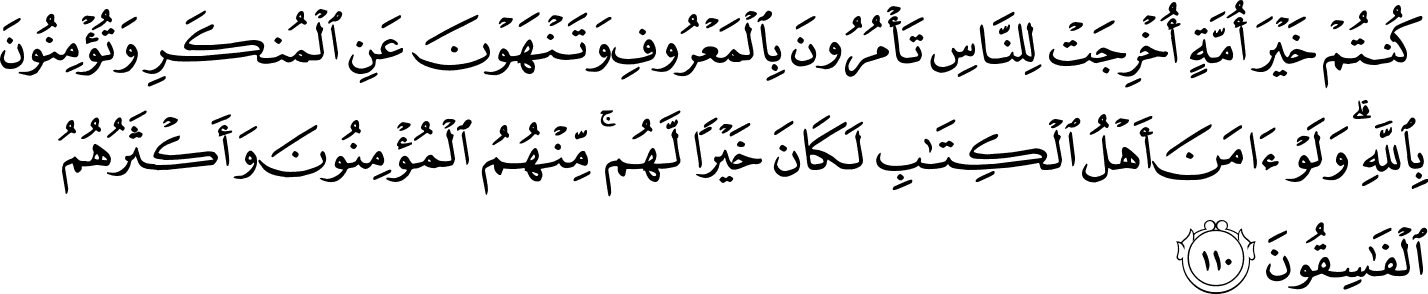 كُنتُمْ خَيْرَ أُمَّةٍ أُخْرِجَتْ لِلنَّاسِ تَأْمُرُونَ بِٱلْمَعْرُوفِ وَتَنْهَوْنَ عَنِ ٱلْمُنكَرِ وَتُؤْمِنُونَ
بِٱللَّهِ ۗ وَلَوْ ءَامَنَ أَهْلُ ٱلْكِتَـٰبِ لَكَانَ خَيْرًا لَّهُم ۚ مِّنْهُمُ ٱلْمُؤْمِنُونَ وَأَكْثَرُهُمُ
ٱلْفَـٰسِقُونَ ١١٠